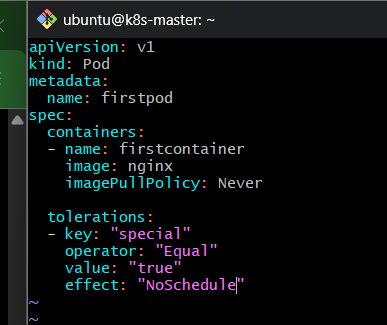 ubuntu@k8s-master: ~
apiVersion: v1
kind: Pod
metadata:
  name: firstpod
spec:
  containers:
  - name: firstcontainer
    image: nginx
    imagePullPolicy: Never

  tolerations:
  - key: "special"
    operator: "Equal"
    value: "true"
    effect: "NoSchedule"
~
~